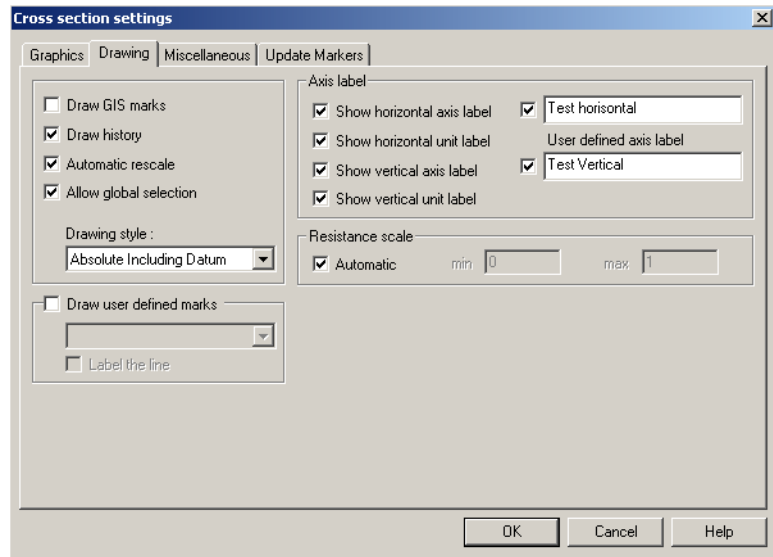 Cross section settings
Graphics Drawing Miscellaneous Update Markers
Draw GIS marks
Draw history
Automatic rescale
Allow global selection
Drawing style :
Absolute Including Datum
Draw user defined marks
Label the line
Axis label
Show horizontal axis label Test horisontal
Show horizontal unit label User defined axis label
Show vertical axis label Test Vertical
Show vertical unit label
Resistance scale
Automatic min 0 max 1
OK Cancel Help